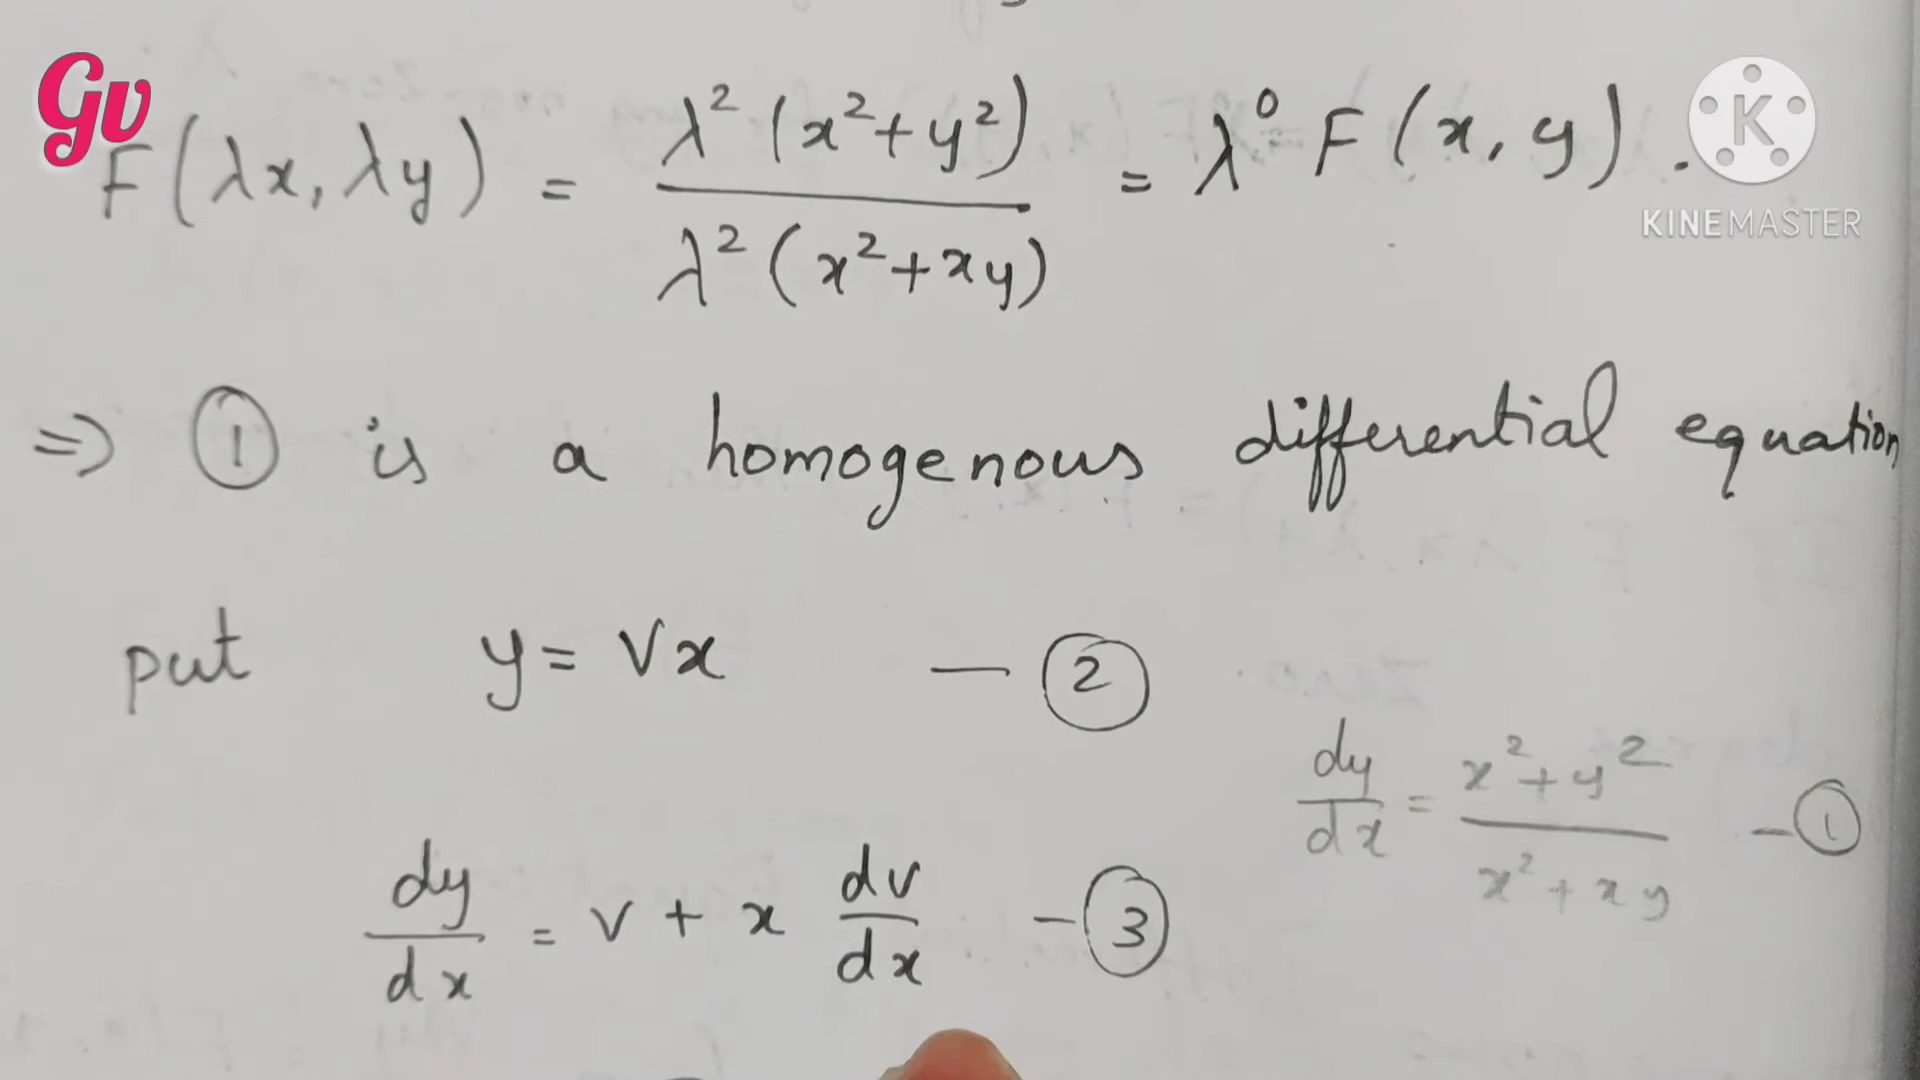 Gv
KINEMASTER
F(λx, λy) = λ²(x²+y²) / λ²(x²+xy) = λ⁰ F(x, y).
⇒ ① is a homogenous differential equation
put y = vx — ②
dy/dx = x²+y² / x²+xy — ①
dy/dx = v + x dv/dx — ③